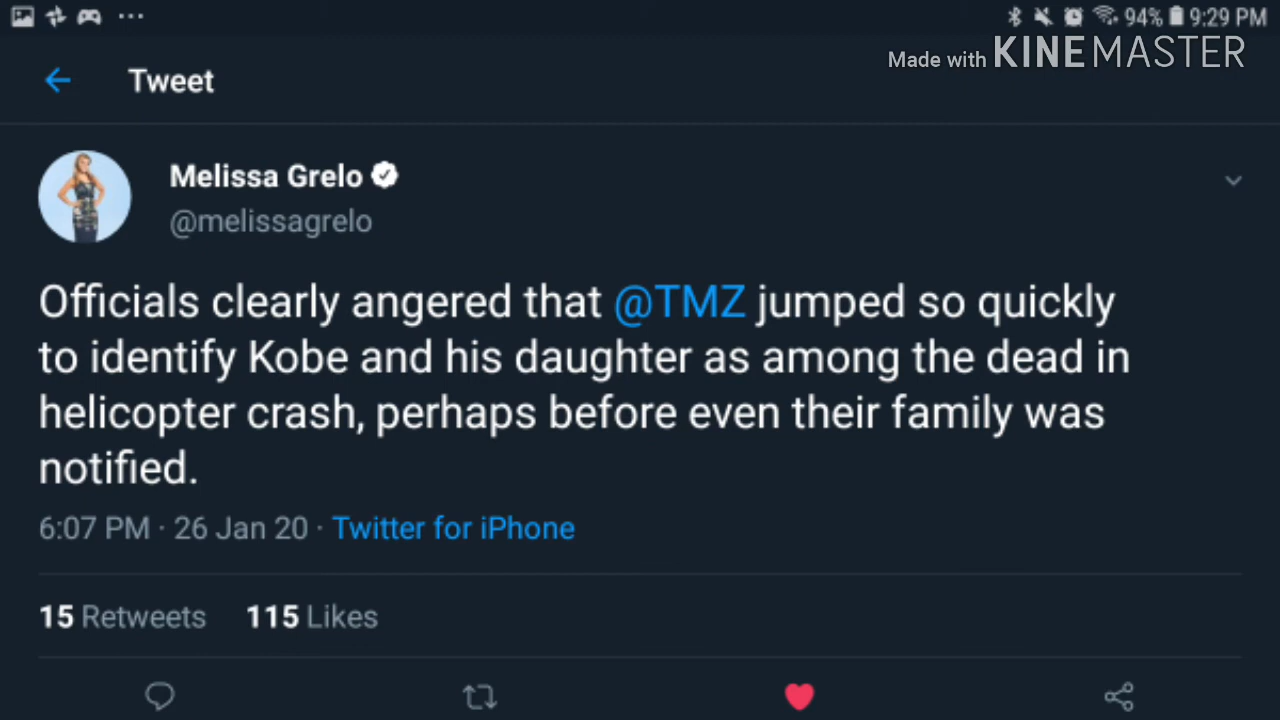 94% 9:29 PM
Made with KINEMASTER
Tweet
Melissa Grelo
@melissagrelo
Officials clearly angered that @TMZ jumped so quickly
to identify Kobe and his daughter as among the dead in
helicopter crash, perhaps before even their family was
notified.
6:07 PM · 26 Jan 20 · Twitter for iPhone
15 Retweets 115 Likes